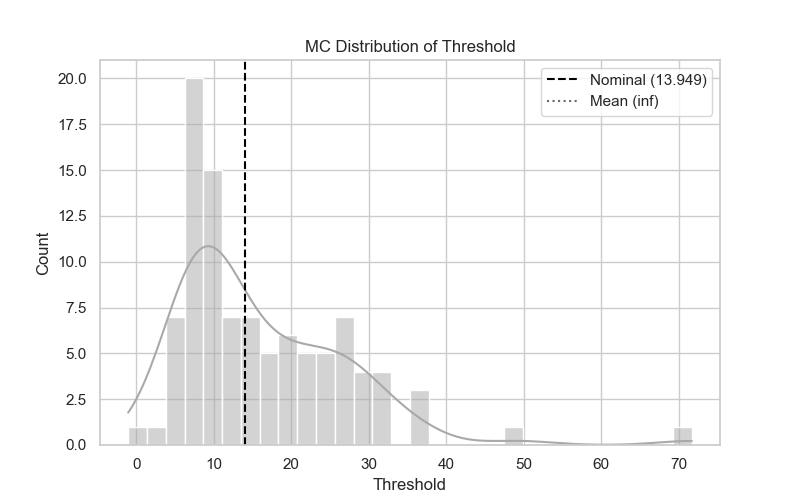 MC Distribution of Threshold
Nominal (13.949)
Mean (inf)
20.0
17.5
15.0
12.5
10.0
7.5
5.0
2.5
0.0
Count
0 10 20 30 40 50 60 70
Threshold